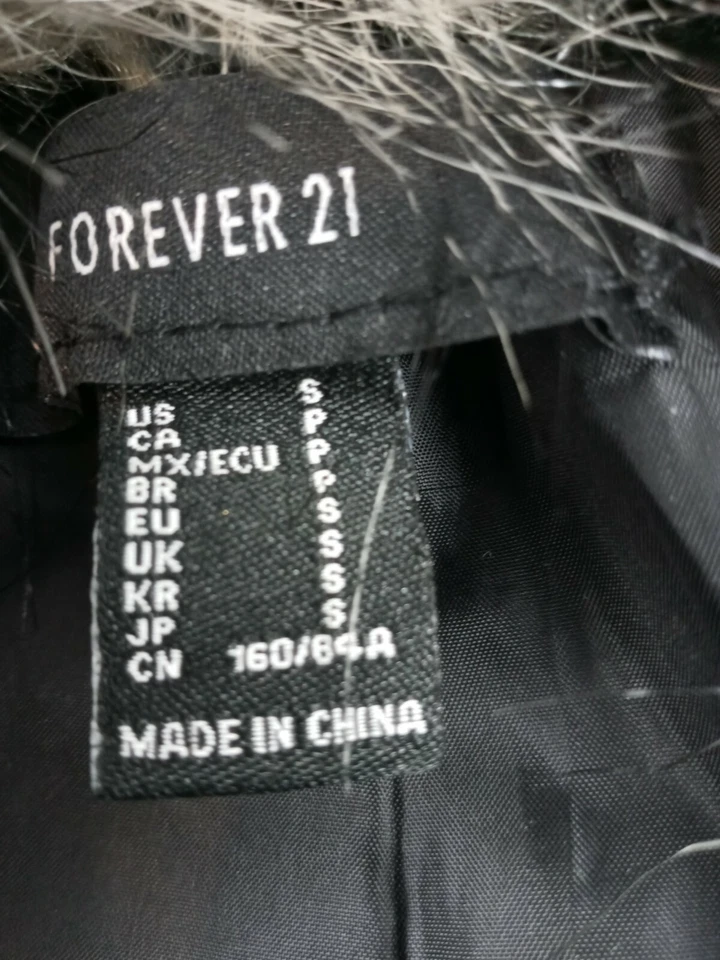 FOREVER 21
US S
CA P
MX/ECU P
BR P
EU S
UK S
KR S
JP S
CN 160/84A
MADE IN CHINA